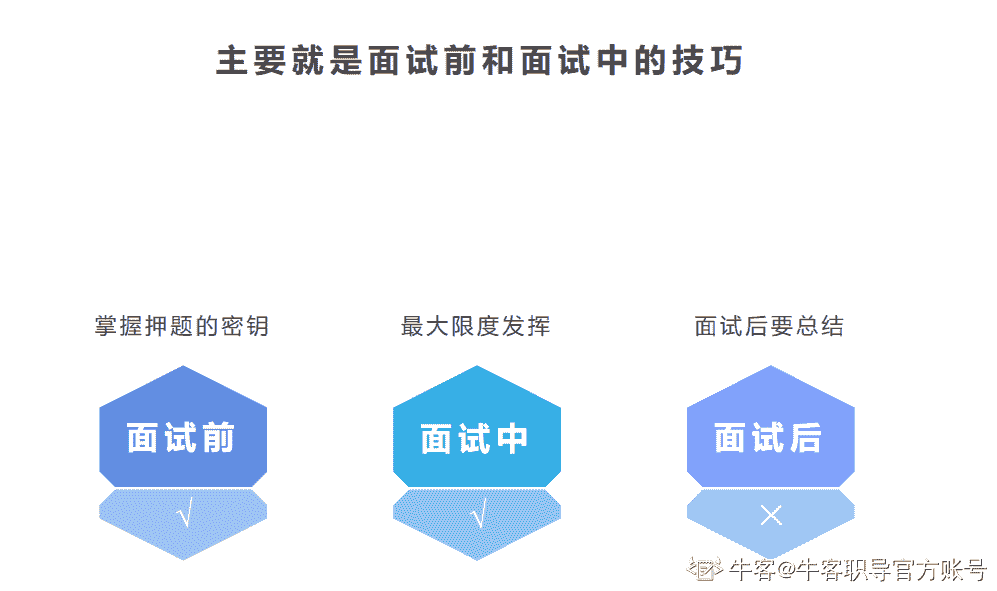 主要就是面试前和面试中的技巧
掌握押题的密钥
最大限度发挥
面试后要总结
面试前
面试中
面试后
√
√
×
牛客@牛客职导官方账号